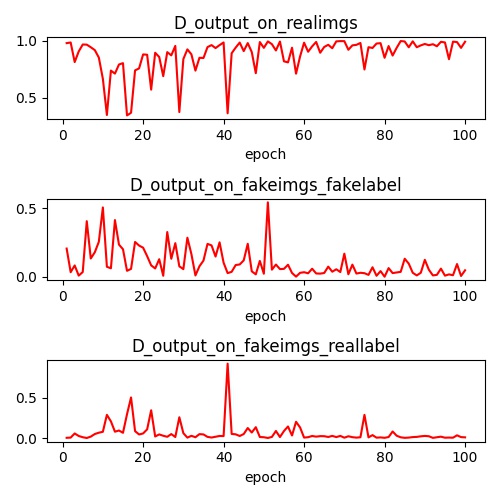 D_output_on_realimgs
1.0
0.5
0 20 40 60 80 100
epoch
D_output_on_fakeimgs_fakelabel
0.5
0.0
0 20 40 60 80 100
epoch
D_output_on_fakeimgs_reallabel
0.5
0.0
0 20 40 60 80 100
epoch